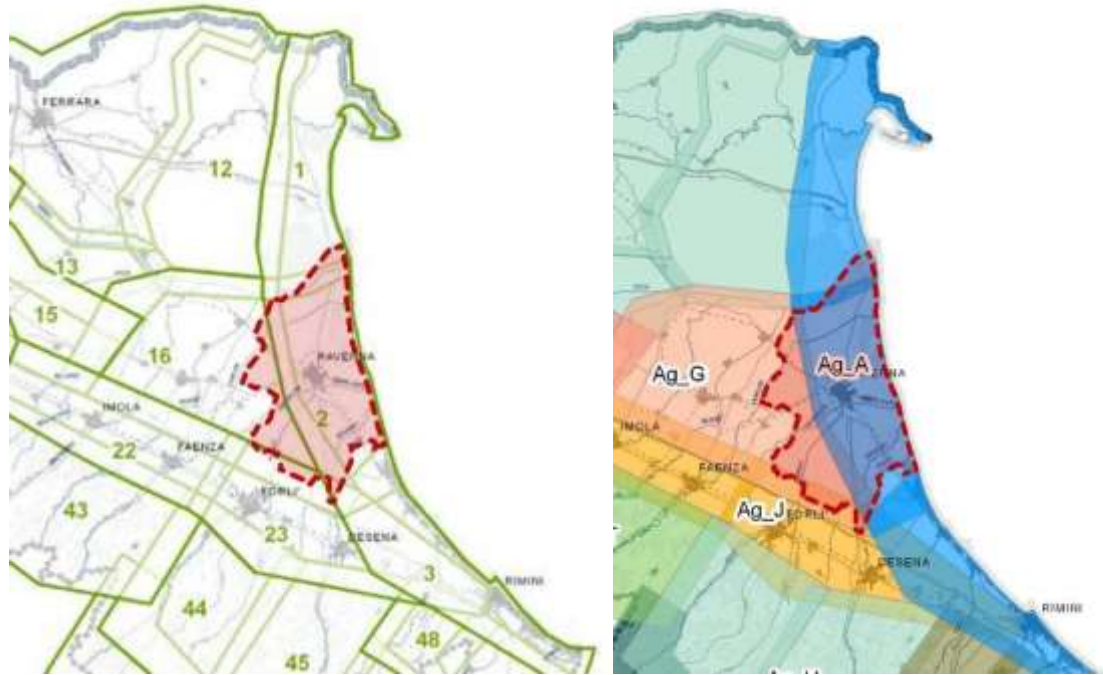 FERRARA
12
1
13
15
16
RAVENNA
IMOLA
2
22
FAENZA
FORLI'
43
23
CESENA
3
RIMINI
44
48
45
Ag_G
Ag_A
IMOLA
FAENZA
Ag_J
FORLI'
CESENA
RIMINI